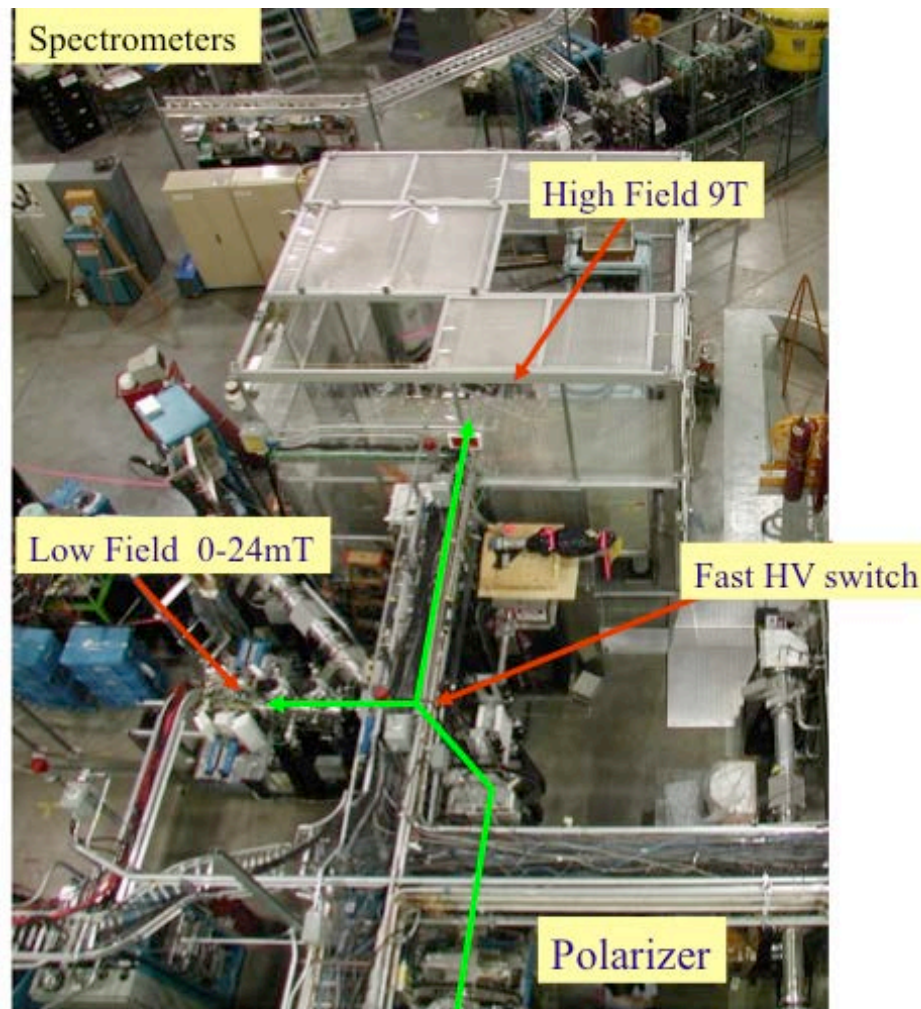 Spectrometers
High Field 9T
Low Field 0-24mT
Fast HV switch
Polarizer